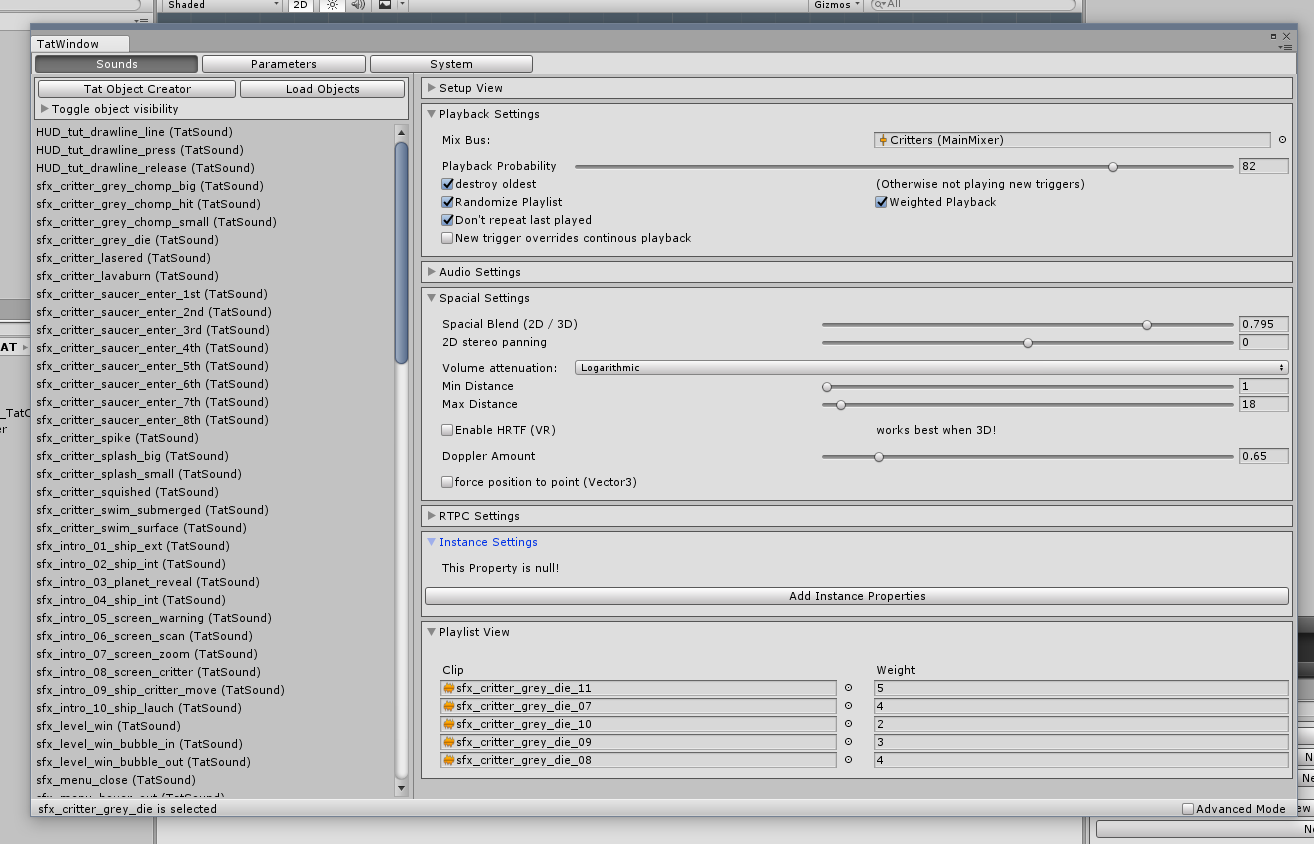 Shaded
2D
Gizmos
All
TatWindow
Sounds
Parameters
System
Tat Object Creator
Load Objects
Toggle object visibility
HUD_tut_drawline_line (TatSound)
HUD_tut_drawline_press (TatSound)
HUD_tut_drawline_release (TatSound)
sfx_critter_grey_chomp_big (TatSound)
sfx_critter_grey_chomp_hit (TatSound)
sfx_critter_grey_chomp_small (TatSound)
sfx_critter_grey_die (TatSound)
sfx_critter_lasered (TatSound)
sfx_critter_lavaburn (TatSound)
sfx_critter_saucer_enter_1st (TatSound)
sfx_critter_saucer_enter_2nd (TatSound)
sfx_critter_saucer_enter_3rd (TatSound)
sfx_critter_saucer_enter_4th (TatSound)
sfx_critter_saucer_enter_5th (TatSound)
sfx_critter_saucer_enter_6th (TatSound)
sfx_critter_saucer_enter_7th (TatSound)
sfx_critter_saucer_enter_8th (TatSound)
sfx_critter_spike (TatSound)
sfx_critter_splash_big (TatSound)
sfx_critter_splash_small (TatSound)
sfx_critter_squished (TatSound)
sfx_critter_swim_submerged (TatSound)
sfx_critter_swim_surface (TatSound)
sfx_intro_01_ship_ext (TatSound)
sfx_intro_02_ship_int (TatSound)
sfx_intro_03_planet_reveal (TatSound)
sfx_intro_04_ship_int (TatSound)
sfx_intro_05_screen_warning (TatSound)
sfx_intro_06_screen_scan (TatSound)
sfx_intro_07_screen_zoom (TatSound)
sfx_intro_08_screen_critter (TatSound)
sfx_intro_09_ship_critter_move (TatSound)
sfx_intro_10_ship_lauch (TatSound)
sfx_level_win (TatSound)
sfx_level_win_bubble_in (TatSound)
sfx_level_win_bubble_out (TatSound)
sfx_menu_close (TatSound)
sfx_critter_grey_die is selected
Setup View
Playback Settings
Mix Bus:
Critters (MainMixer)
Playback Probability
82
destroy oldest
(Otherwise not playing new triggers)
Randomize Playlist
Weighted Playback
Don't repeat last played
New trigger overrides continous playback
Audio Settings
Spacial Settings
Spacial Blend (2D / 3D)
0.795
2D stereo panning
0
Volume attenuation:
Logarithmic
Min Distance
1
Max Distance
18
Enable HRTF (VR)
works best when 3D!
Doppler Amount
0.65
force position to point (Vector3)
RTPC Settings
Instance Settings
This Property is null!
Add Instance Properties
Playlist View
Clip
Weight
sfx_critter_grey_die_11
5
sfx_critter_grey_die_07
4
sfx_critter_grey_die_10
2
sfx_critter_grey_die_09
3
sfx_critter_grey_die_08
4
Advanced Mode